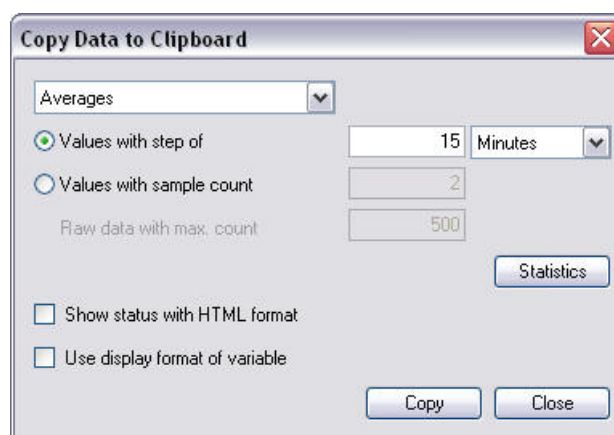 Copy Data to Clipboard
Averages
Values with step of 15 Minutes
Values with sample count 2
Raw data with max. count 500
Statistics
Show status with HTML format
Use display format of variable
Copy Close